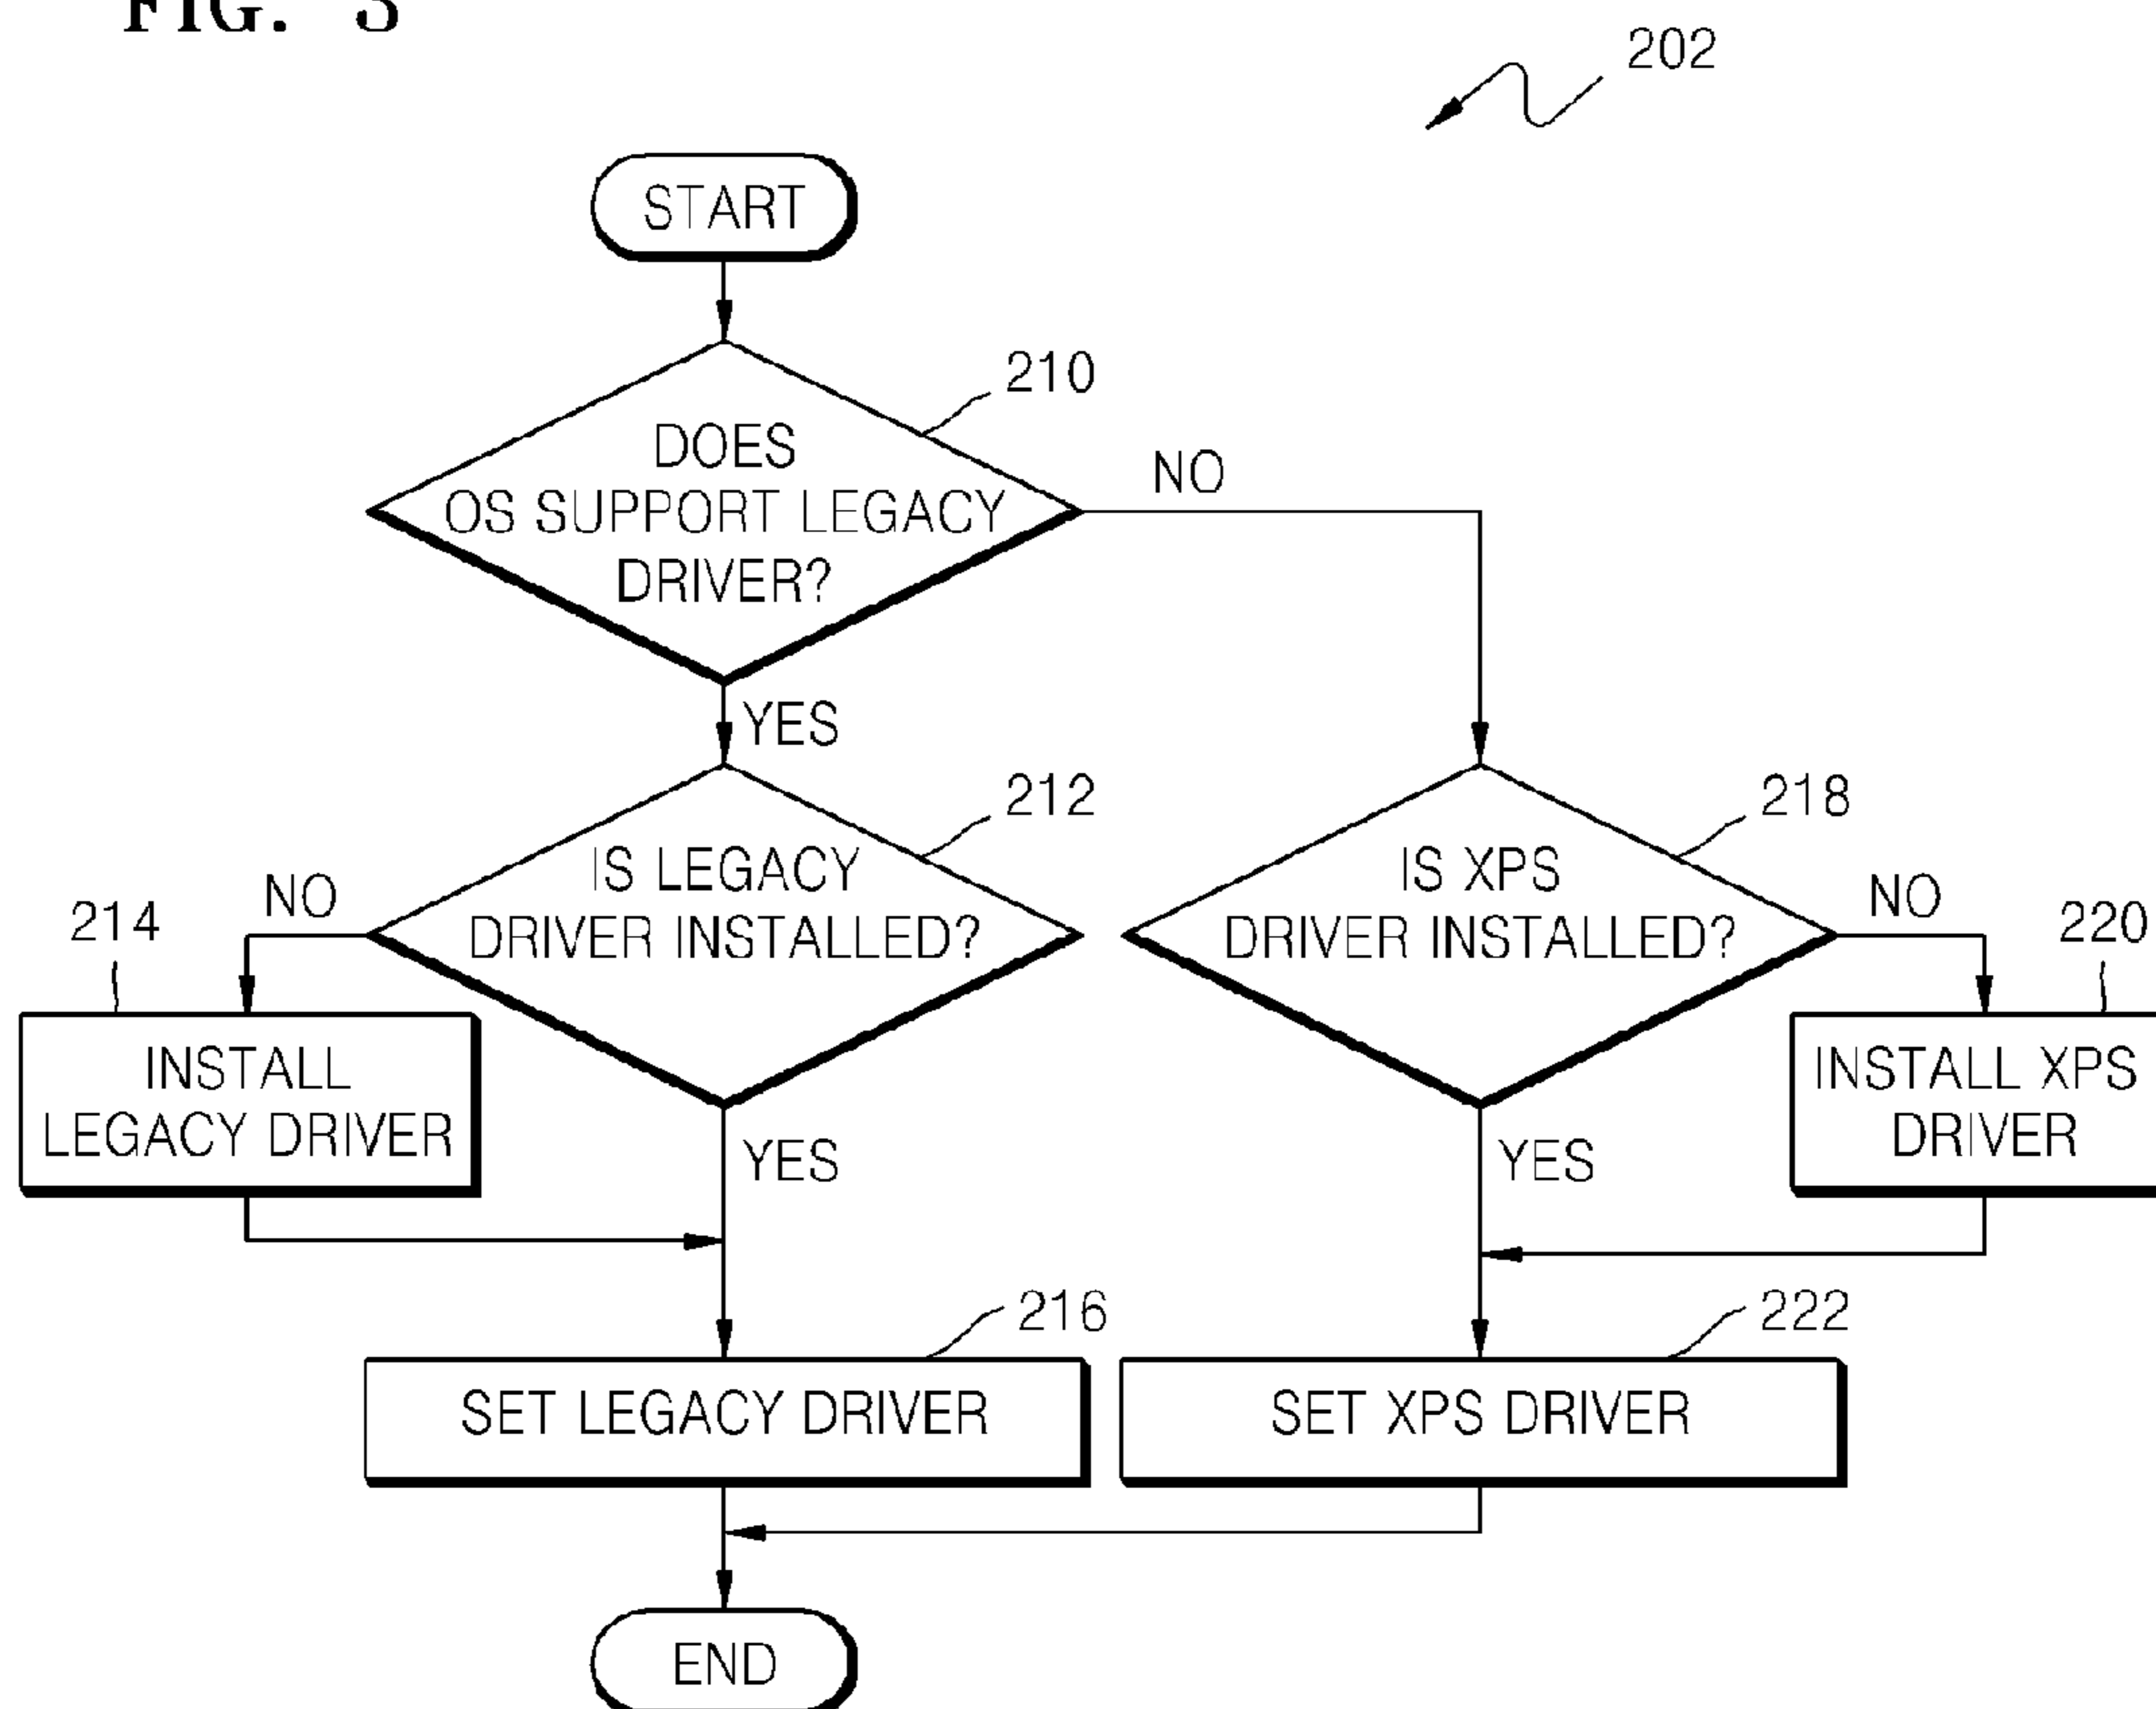 FIG.
202
START
210
DOES
OS SUPPORT LEGACY
DRIVER?
NO
YES
212
IS LEGACY
DRIVER INSTALLED?
218
IS XPS
DRIVER INSTALLED?
NO
214
NO
220
INSTALL
LEGACY DRIVER
INSTALL XPS
DRIVER
YES
YES
216
222
SET LEGACY DRIVER
SET XPS DRIVER
END